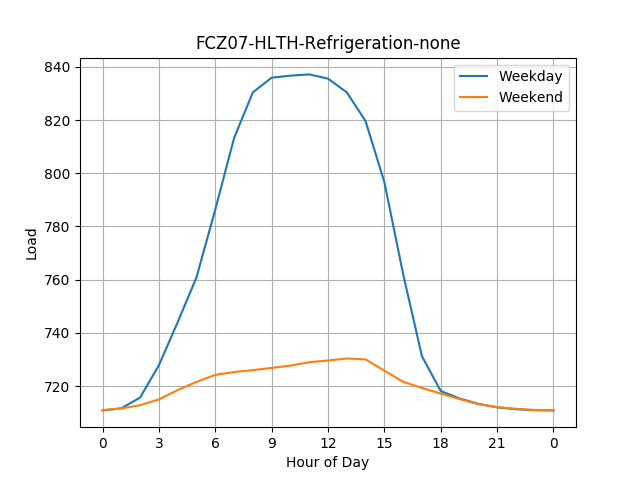 FCZ07-HLTH-Refrigeration-none
Weekday
Weekend
Load
840
820
800
780
760
740
720
0 3 6 9 12 15 18 21 0
Hour of Day